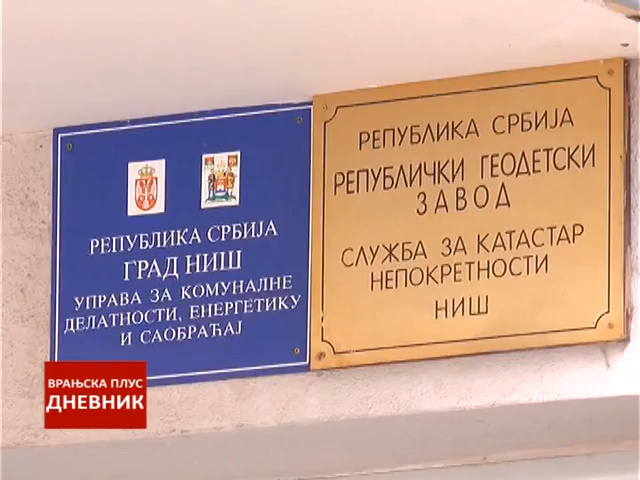 РЕПУБЛИКА СРБИЈА
ГРАД НИШ
УПРАВА ЗА КОМУНАЛНЕ
ДЕЛАТНОСТИ, ЕНЕРГЕТИКУ
И САОБРАЋАЈ
РЕПУБЛИКА СРБИЈА
РЕПУБЛИЧКИ ГЕОДЕТСКИ
ЗАВОД
СЛУЖБА ЗА КАТАСТАР
НЕПОКРЕТНОСТИ
НИШ
ВРАЊСКА ПЛУС
ДНЕВНИК